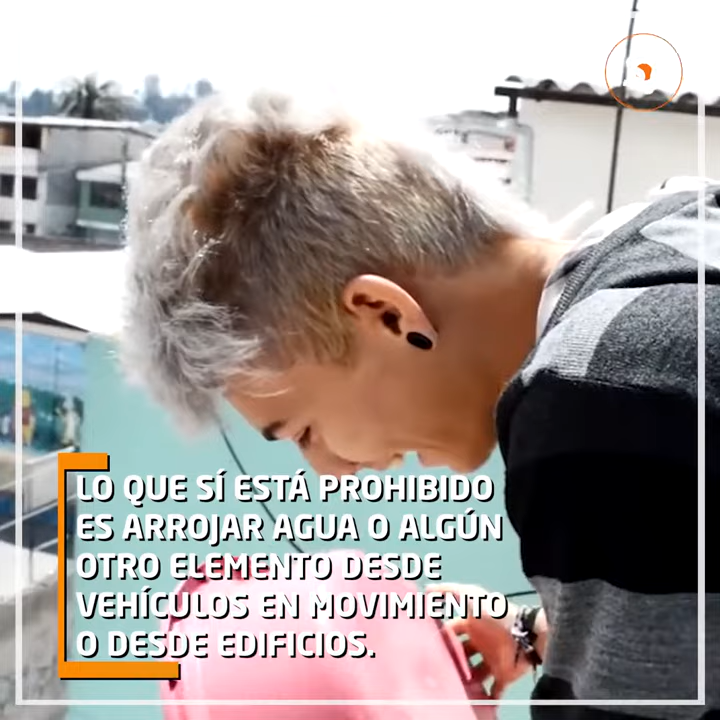 LO QUE SÍ ESTÁ PROHIBIDO
ES ARROJAR AGUA O ALGÚN
OTRO ELEMENTO DESDE
VEHÍCULOS EN MOVIMIENTO
O DESDE EDIFICIOS.